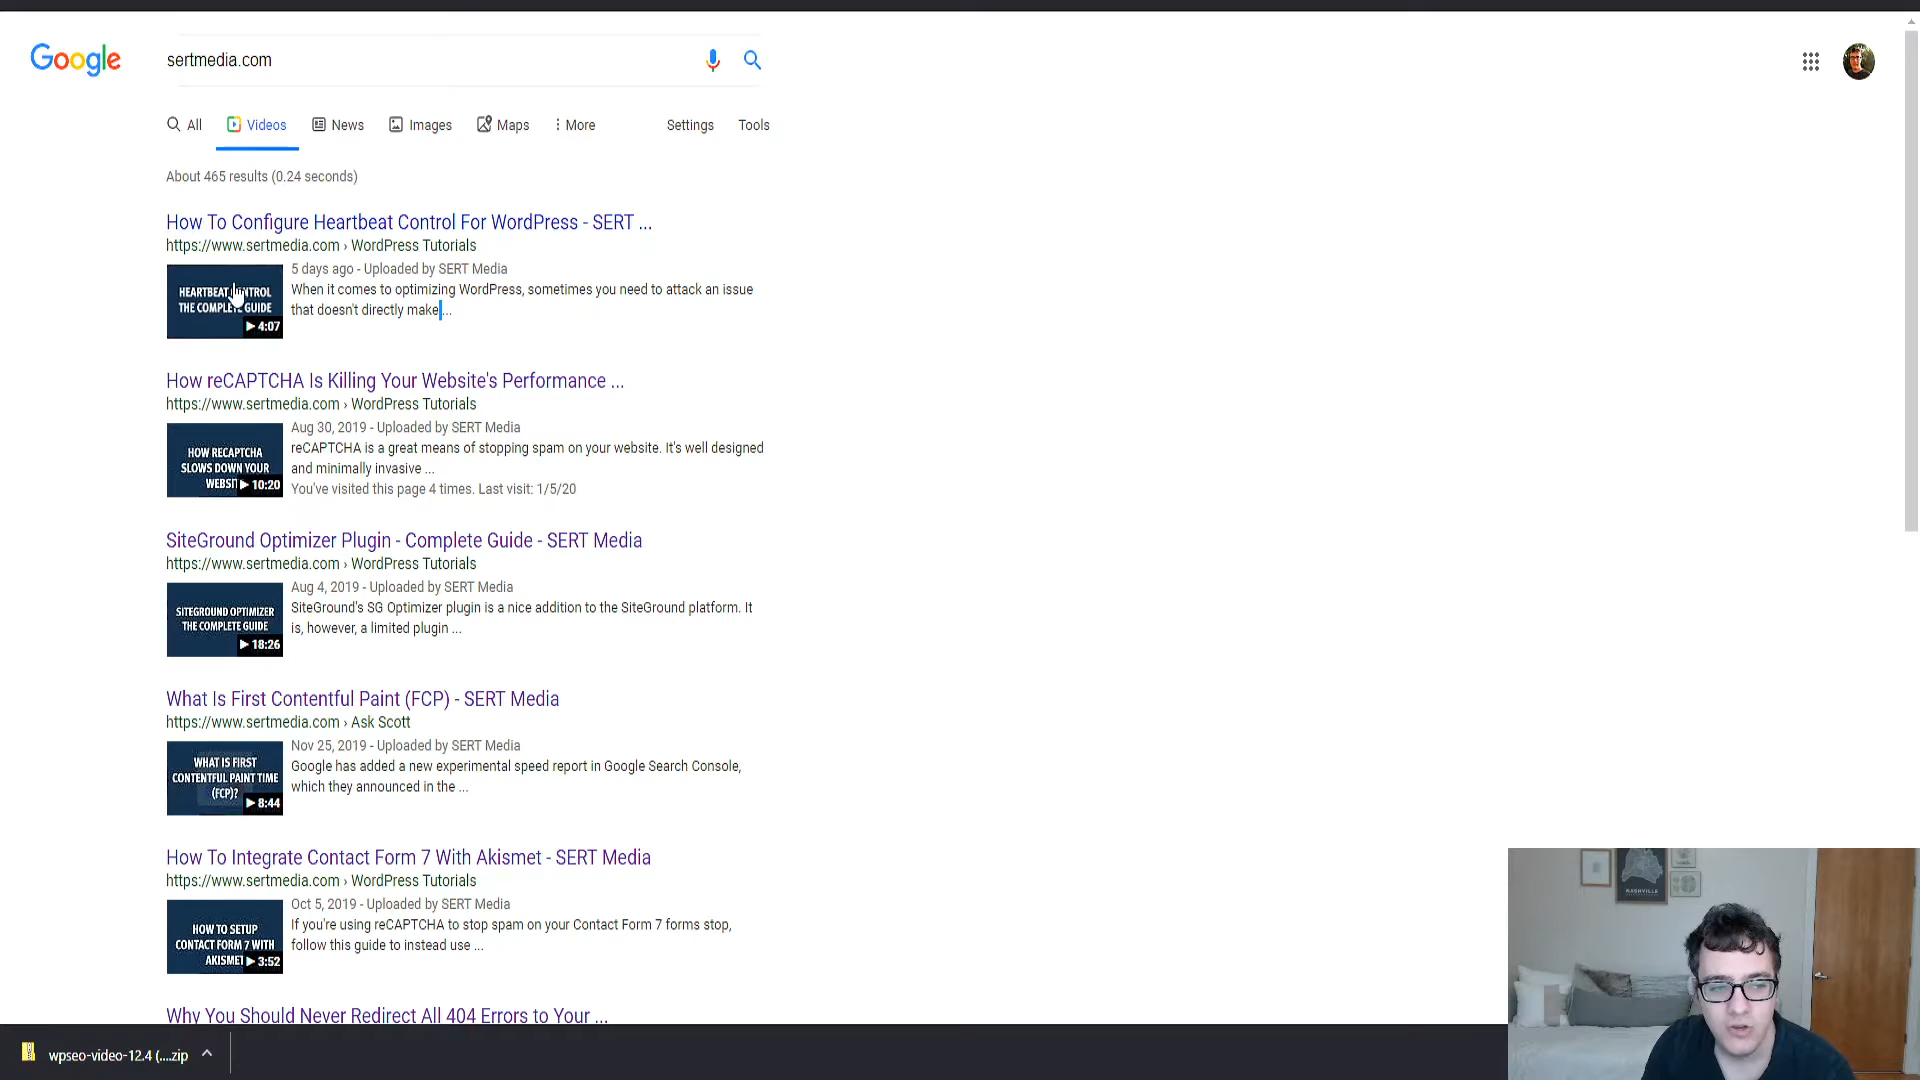 Google
sertmedia.com
All
Videos
News
Images
Maps
More
Settings
Tools
About 465 results (0.24 seconds)
How To Configure Heartbeat Control For WordPress - SERT ...
https://www.sertmedia.com › WordPress Tutorials
5 days ago - Uploaded by SERT Media
HEARTBEAT CONTROL
THE COMPLETE GUIDE
4:07
When it comes to optimizing WordPress, sometimes you need to attack an issue
that doesn't directly make ...
How reCAPTCHA Is Killing Your Website's Performance ...
https://www.sertmedia.com › WordPress Tutorials
Aug 30, 2019 - Uploaded by SERT Media
HOW RECAPTCHA
SLOWS DOWN YOUR
WEBSIT
10:20
reCAPTCHA is a great means of stopping spam on your website. It's well designed
and minimally invasive ...
You've visited this page 4 times. Last visit: 1/5/20
SiteGround Optimizer Plugin - Complete Guide - SERT Media
https://www.sertmedia.com › WordPress Tutorials
Aug 4, 2019 - Uploaded by SERT Media
SITEGROUND OPTIMIZER
THE COMPLETE GUIDE
18:26
SiteGround's SG Optimizer plugin is a nice addition to the SiteGround platform. It
is, however, a limited plugin ...
What Is First Contentful Paint (FCP) - SERT Media
https://www.sertmedia.com › Ask Scott
Nov 25, 2019 - Uploaded by SERT Media
WHAT IS FIRST
CONTENTFUL PAINT TIME
(FCP)?
8:44
Google has added a new experimental speed report in Google Search Console,
which they announced in the ...
How To Integrate Contact Form 7 With Akismet - SERT Media
https://www.sertmedia.com › WordPress Tutorials
Oct 5, 2019 - Uploaded by SERT Media
HOW TO SETUP
CONTACT FORM 7 WITH
AKISMET
3:52
If you're using reCAPTCHA to stop spam on your Contact Form 7 forms stop,
follow this guide to instead use ...
Why You Should Never Redirect All 404 Errors to Your ...
wpseo-video-12.4 (....zip
NASHVILLE